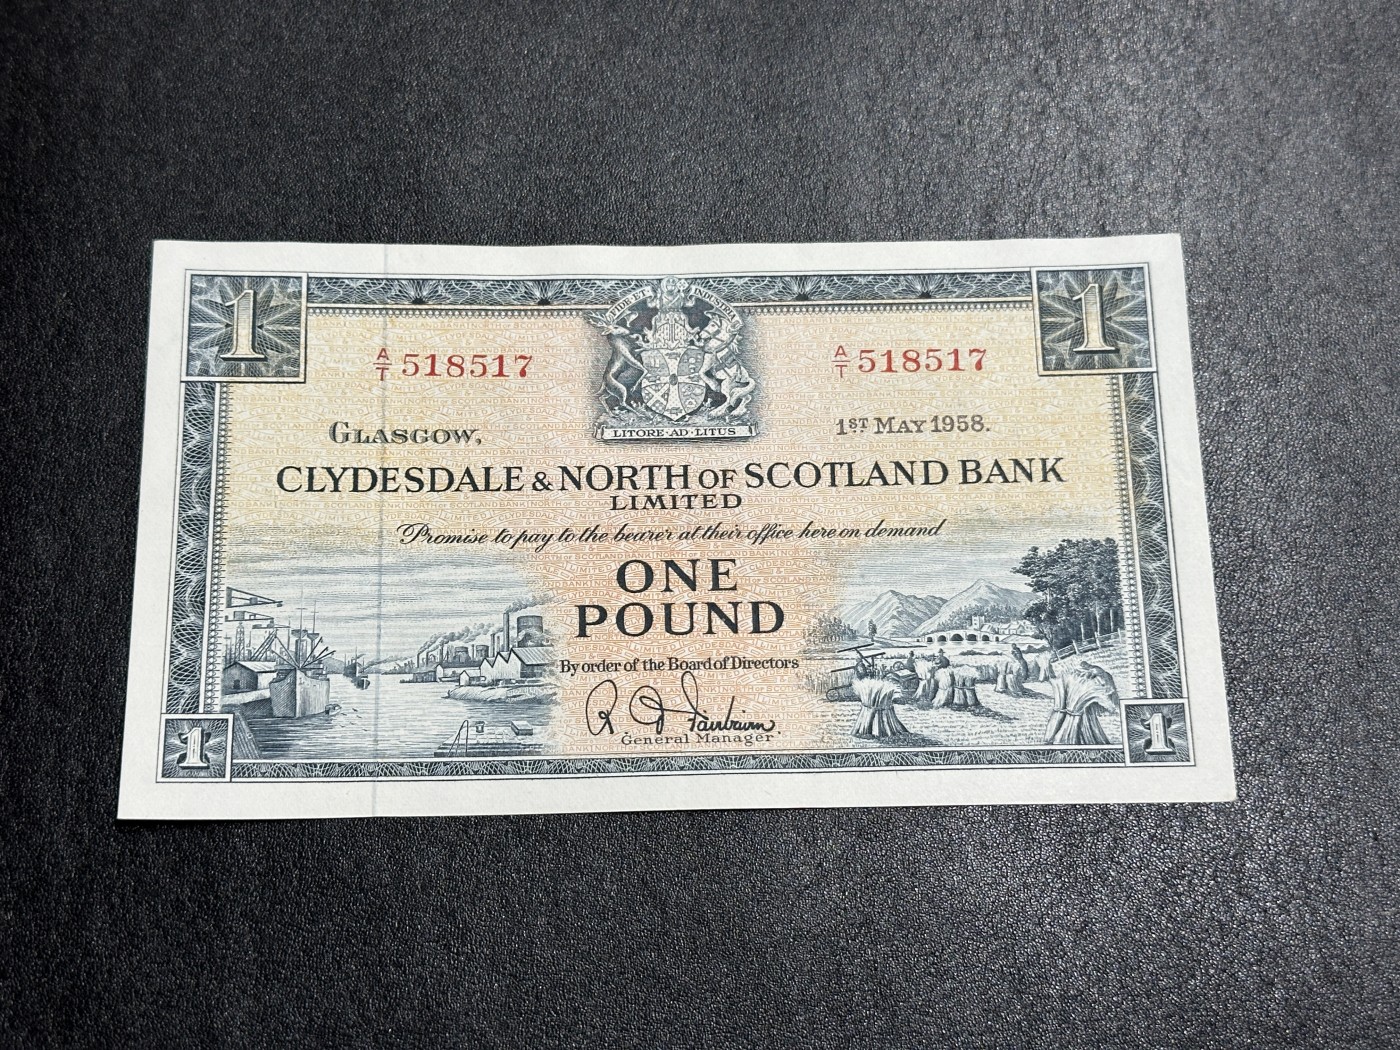 1
FIDE ET INDUSTRIA
1
A/T 518517
A/T 518517
LITORE·AD·LITUS
GLASGOW,
1ST MAY 1958.
CLYDESDALE & NORTH OF SCOTLAND BANK
LIMITED
Promise to pay to the bearer at their office here on demand
ONE
POUND
By order of the Board of Directors
R D Fairbairn
General Manager.
1
1